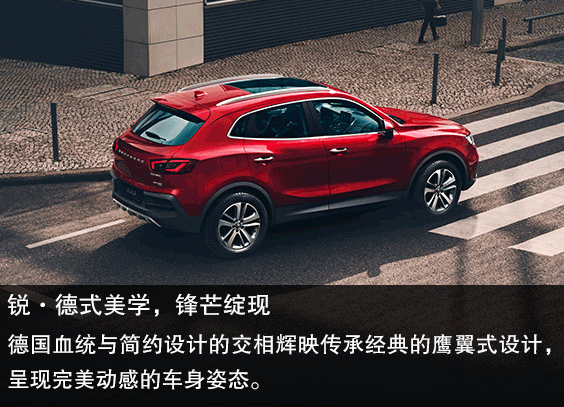 锐·德式美学，锋芒绽现
德国血统与简约设计的交相辉映传承经典的鹰翼式设计，
呈现完美动感的车身姿态。